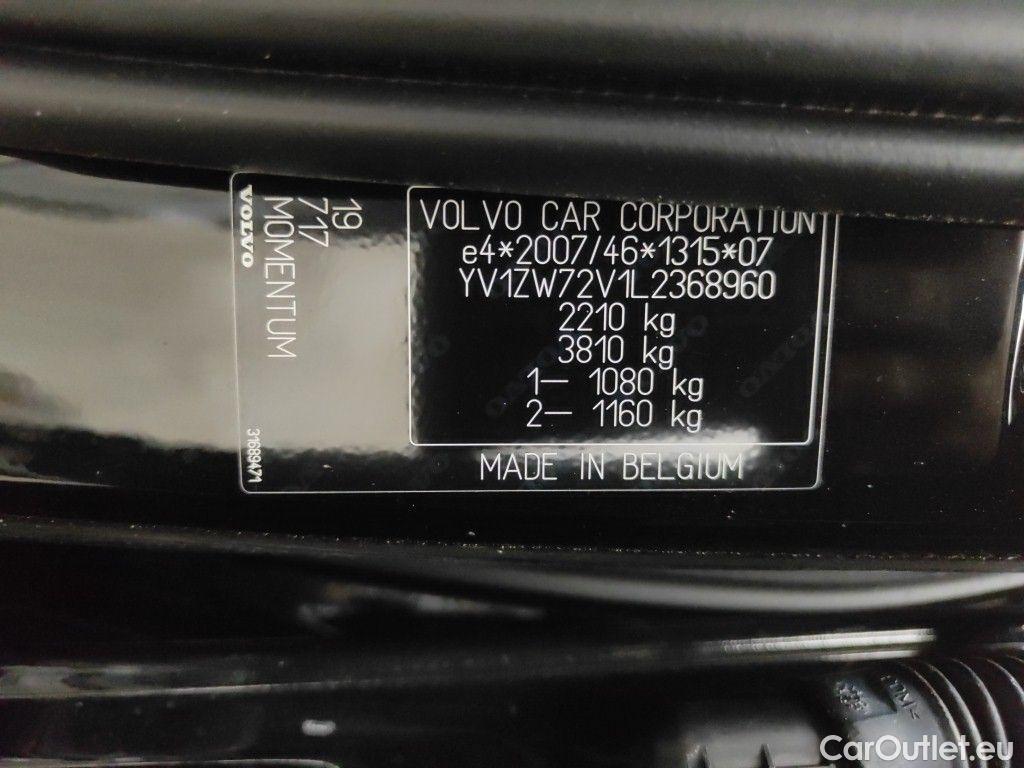 VOLVO
19
717
MOMENTUM
31689471
VOLVO CAR CORPORATION
e4*2007/46*1315*07
YV1ZW72V1L2368960
2210 kg
3810 kg
1– 1080 kg
2– 1160 kg
MADE IN BELGIUM
CarOutlet.eu